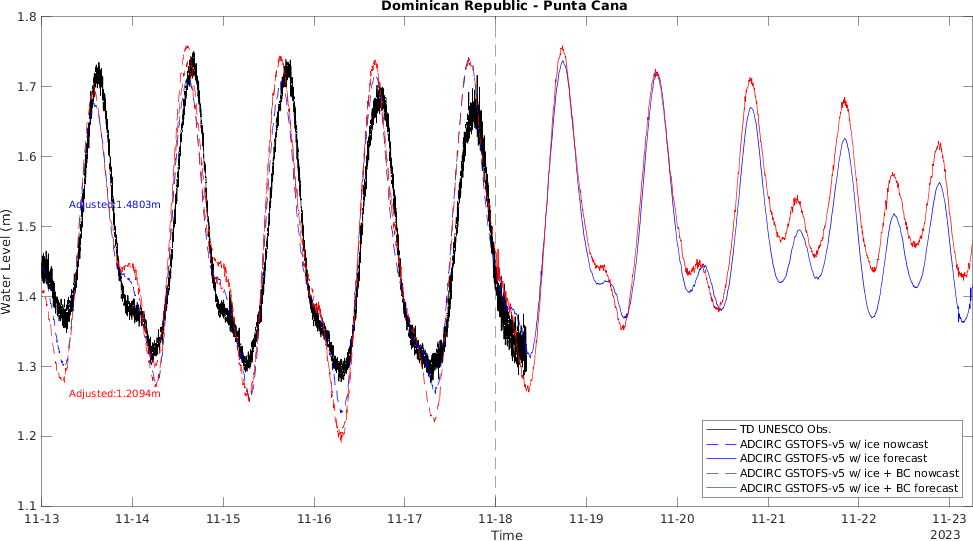 Dominican Republic - Punta Cana
Water Level (m)
1.8
1.7
1.6
1.5
1.4
1.3
1.2
1.1
Adjusted:1.4803m
Adjusted:1.2094m
TD UNESCO Obs.
ADCIRC GSTOFS-v5 w/ ice nowcast
ADCIRC GSTOFS-v5 w/ ice forecast
ADCIRC GSTOFS-v5 w/ ice + BC nowcast
ADCIRC GSTOFS-v5 w/ ice + BC forecast
11-13 11-14 11-15 11-16 11-17 11-18 11-19 11-20 11-21 11-22 11-23
2023
Time